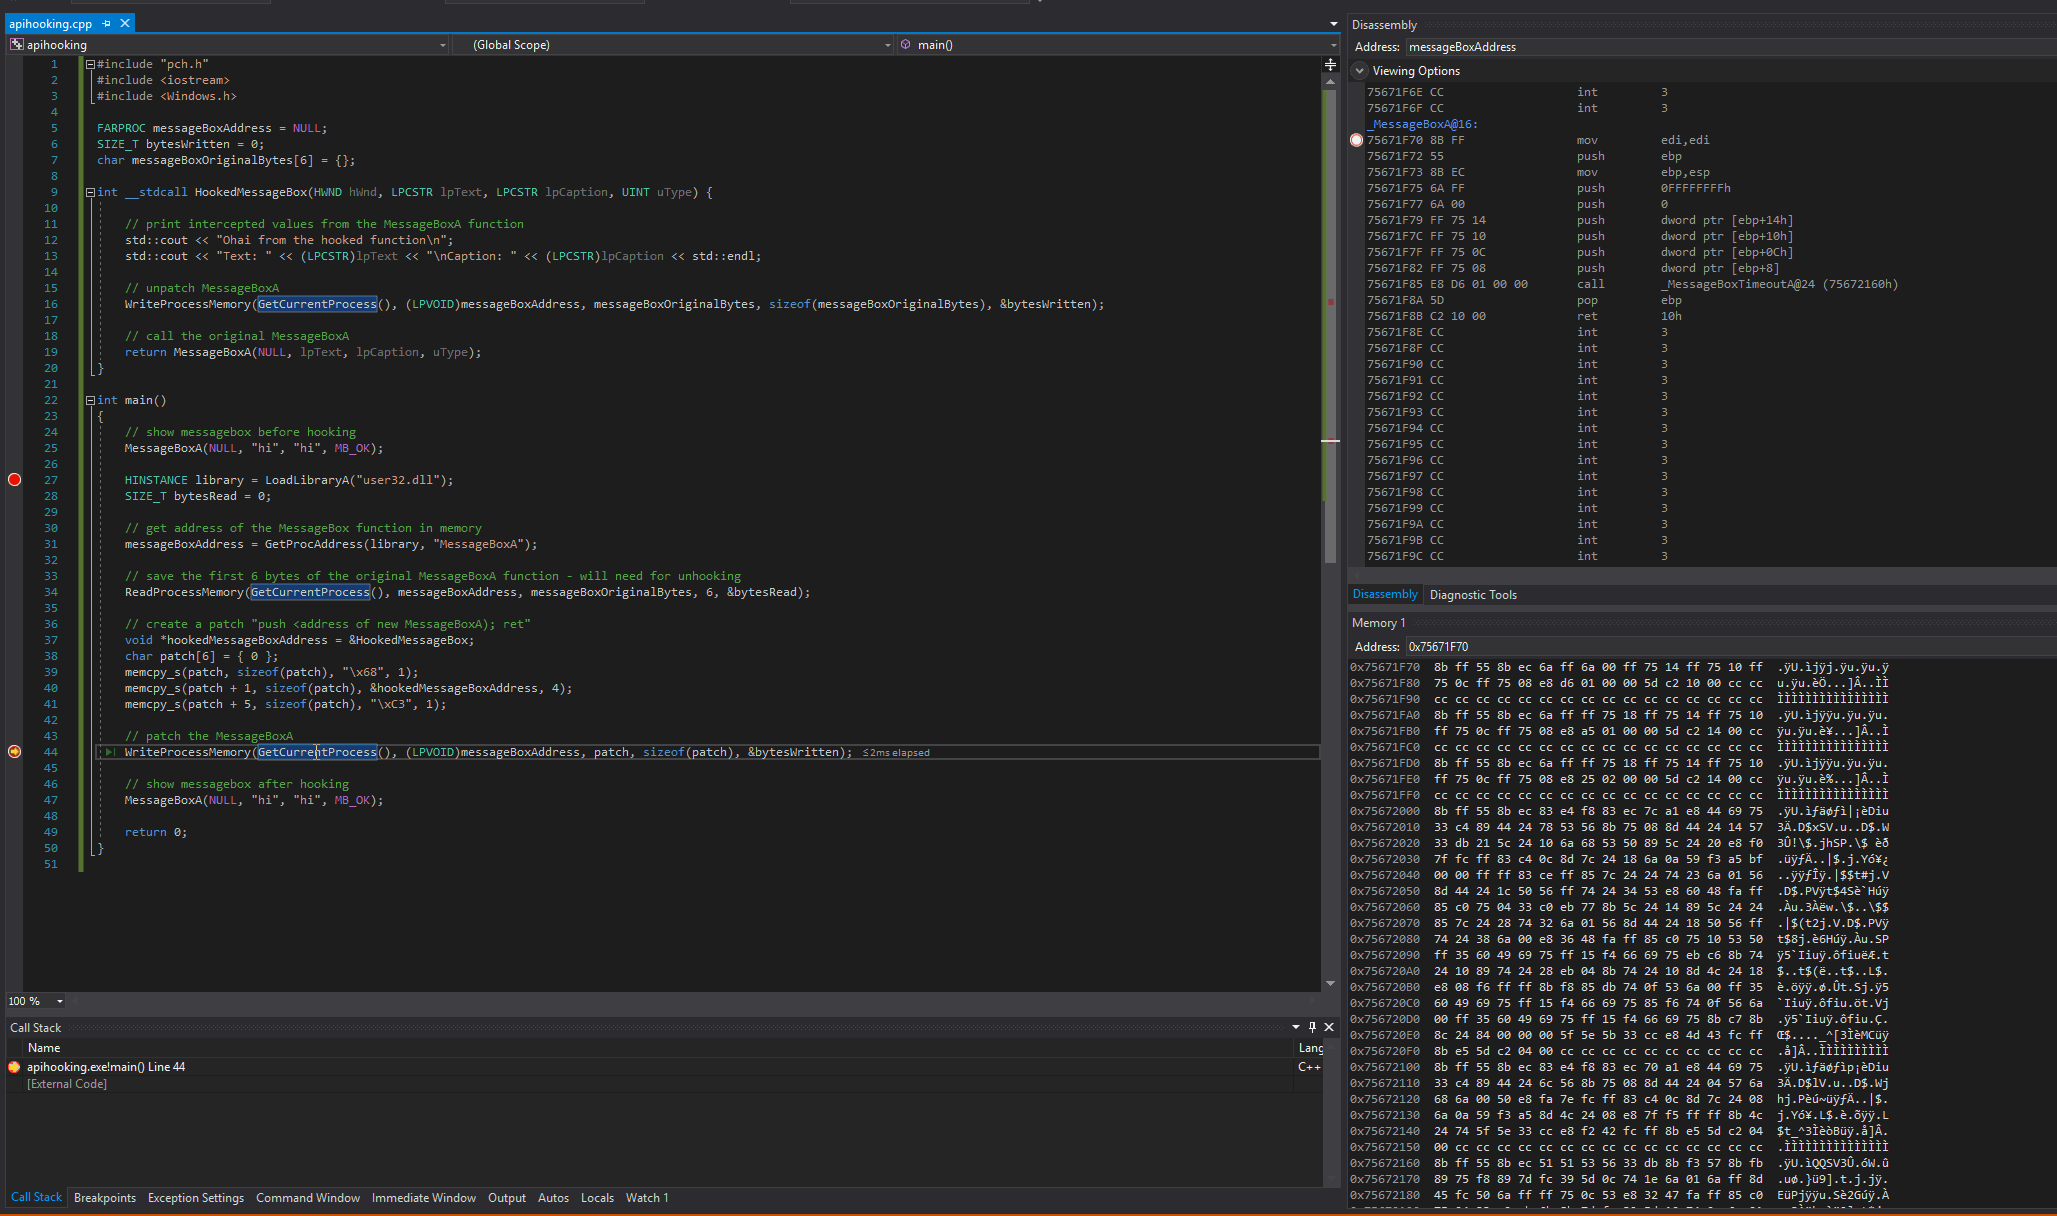 apihooking.cpp
apihooking (Global Scope) main()
1 #include "pch.h"
2 #include <iostream>
3 #include <Windows.h>
4
5 FARPROC messageBoxAddress = NULL;
6 SIZE_T bytesWritten = 0;
7 char messageBoxOriginalBytes[6] = {};
8
9 int __stdcall HookedMessageBox(HWND hWnd, LPCSTR lpText, LPCSTR lpCaption, UINT uType) {
10
11 // print intercepted values from the MessageBoxA function
12 std::cout << "Ohai from the hooked function\n";
13 std::cout << "Text: " << (LPCSTR)lpText << "\nCaption: " << (LPCSTR)lpCaption << std::endl;
14
15 // unpatch MessageBoxA
16 WriteProcessMemory(GetCurrentProcess(), (LPVOID)messageBoxAddress, messageBoxOriginalBytes, sizeof(messageBoxOriginalBytes), &bytesWritten);
17
18 // call the original MessageBoxA
19 return MessageBoxA(NULL, lpText, lpCaption, uType);
20 }
21
22 int main()
23 {
24 // show messagebox before hooking
25 MessageBoxA(NULL, "hi", "hi", MB_OK);
26
27 HINSTANCE library = LoadLibraryA("user32.dll");
28 SIZE_T bytesRead = 0;
29
30 // get address of the MessageBox function in memory
31 messageBoxAddress = GetProcAddress(library, "MessageBoxA");
32
33 // save the first 6 bytes of the original MessageBoxA function - will need for unhooking
34 ReadProcessMemory(GetCurrentProcess(), messageBoxAddress, messageBoxOriginalBytes, 6, &bytesRead);
35
36 // create a patch "push <address of new MessageBoxA); ret"
37 void *hookedMessageBoxAddress = &HookedMessageBox;
38 char patch[6] = { 0 };
39 memcpy_s(patch, sizeof(patch), "\x68", 1);
40 memcpy_s(patch + 1, sizeof(patch), &hookedMessageBoxAddress, 4);
41 memcpy_s(patch + 5, sizeof(patch), "\xC3", 1);
42
43 // patch the MessageBoxA
44 WriteProcessMemory(GetCurrentProcess(), (LPVOID)messageBoxAddress, patch, sizeof(patch), &bytesWritten); ≤2ms elapsed
45
46 // show messagebox after hooking
47 MessageBoxA(NULL, "hi", "hi", MB_OK);
48
49 return 0;
50 }
51
100 %
Call Stack
Name Lang
apihooking.exe!main() Line 44 C++
[External Code]
Call Stack Breakpoints Exception Settings Command Window Immediate Window Output Autos Locals Watch 1
Disassembly
Address: messageBoxAddress
Viewing Options
75671F6E CC int 3
75671F6F CC int 3
_MessageBoxA@16:
75671F70 8B FF mov edi,edi
75671F72 55 push ebp
75671F73 8B EC mov ebp,esp
75671F75 6A FF push 0FFFFFFFFh
75671F77 6A 00 push 0
75671F79 FF 75 14 push dword ptr [ebp+14h]
75671F7C FF 75 10 push dword ptr [ebp+10h]
75671F7F FF 75 0C push dword ptr [ebp+0Ch]
75671F82 FF 75 08 push dword ptr [ebp+8]
75671F85 E8 D6 01 00 00 call _MessageBoxTimeoutA@24 (75672160h)
75671F8A 5D pop ebp
75671F8B C2 10 00 ret 10h
75671F8E CC int 3
75671F8F CC int 3
75671F90 CC int 3
75671F91 CC int 3
75671F92 CC int 3
75671F93 CC int 3
75671F94 CC int 3
75671F95 CC int 3
75671F96 CC int 3
75671F97 CC int 3
75671F98 CC int 3
75671F99 CC int 3
75671F9A CC int 3
75671F9B CC int 3
75671F9C CC int 3
Disassembly Diagnostic Tools
Memory 1
Address: 0x75671F70
0x75671F70 8b ff 55 8b ec 6a ff 6a 00 ff 75 14 ff 75 10 ff .ÿU.ìjÿj.ÿu.ÿu.ÿ
0x75671F80 75 0c ff 75 08 e8 d6 01 00 00 5d c2 10 00 cc cc u.ÿu.èÖ...]Â..ÌÌ
0x75671F90 cc cc cc cc cc cc cc cc cc cc cc cc cc cc cc cc ÌÌÌÌÌÌÌÌÌÌÌÌÌÌÌÌ
0x75671FA0 8b ff 55 8b ec 6a ff ff 75 18 ff 75 14 ff 75 10 .ÿU.ìjÿÿu.ÿu.ÿu.
0x75671FB0 ff 75 0c ff 75 08 e8 a5 01 00 00 5d c2 14 00 cc ÿu.ÿu.è¥...]Â..Ì
0x75671FC0 cc cc cc cc cc cc cc cc cc cc cc cc cc cc cc cc ÌÌÌÌÌÌÌÌÌÌÌÌÌÌÌÌ
0x75671FD0 8b ff 55 8b ec 6a ff ff 75 18 ff 75 14 ff 75 10 .ÿU.ìjÿÿu.ÿu.ÿu.
0x75671FE0 ff 75 0c ff 75 08 e8 25 02 00 00 5d c2 14 00 cc ÿu.ÿu.è%...]Â..Ì
0x75671FF0 cc cc cc cc cc cc cc cc cc cc cc cc cc cc cc cc ÌÌÌÌÌÌÌÌÌÌÌÌÌÌÌÌ
0x75672000 8b ff 55 8b ec 83 e4 f8 83 ec 7c a1 e8 44 69 75 .ÿU.ìƒäøƒì|¡èDiu
0x75672010 33 c4 89 44 24 78 53 56 8b 75 08 8d 44 24 14 57 3Ä.D$xSV.u..D$.W
0x75672020 33 db 21 5c 24 10 6a 68 53 50 89 5c 24 20 e8 f0 3Û!\$.jhSP.\$ èð
0x75672030 7f fc ff 83 c4 0c 8d 7c 24 18 6a 0a 59 f3 a5 bf .üÿƒÄ..|$.j.Yó¥¿
0x75672040 00 00 ff ff 83 ce ff 85 7c 24 24 74 23 6a 01 56 ..ÿÿƒÎÿ.|$$t#j.V
0x75672050 8d 44 24 1c 50 56 ff 74 24 34 53 e8 60 48 fa ff .D$.PVÿt$4Sè`Húÿ
0x75672060 85 c0 75 04 33 c0 eb 77 8b 5c 24 14 89 5c 24 24 .Àu.3Àëw.\$..\$$
0x75672070 85 7c 24 28 74 32 6a 01 56 8d 44 24 18 50 56 ff .|$(t2j.V.D$.PVÿ
0x75672080 74 24 38 6a 00 e8 36 48 fa ff 85 c0 75 10 53 50 t$8j.è6Húÿ.Àu.SP
0x75672090 ff 35 60 49 69 75 ff 15 f4 66 69 75 eb c6 8b 74 ÿ5`Iiuÿ.ôfiuëÆ.t
0x756720A0 24 10 89 74 24 28 eb 04 8b 74 24 10 8d 4c 24 18 $..t$(ë..t$..L$.
0x756720B0 e8 08 f6 ff ff 8b f8 85 db 74 0f 53 6a 00 ff 35 è.öÿÿ.ø.Ût.Sj.ÿ5
0x756720C0 60 49 69 75 ff 15 f4 66 69 75 85 f6 74 0f 56 6a `Iiuÿ.ôfiu.öt.Vj
0x756720D0 00 ff 35 60 49 69 75 ff 15 f4 66 69 75 8b c7 8b .ÿ5`Iiuÿ.ôfiu.Ç.
0x756720E0 8c 24 84 00 00 00 5f 5e 5b 33 cc e8 4d 43 fc ff Œ$...._^[3ÌèMCüÿ
0x756720F0 8b e5 5d c2 04 00 cc cc cc cc cc cc cc cc cc cc .å]Â..ÌÌÌÌÌÌÌÌÌÌ
0x75672100 8b ff 55 8b ec 83 e4 f8 83 ec 70 a1 e8 44 69 75 .ÿU.ìƒäøƒìp¡èDiu
0x75672110 33 c4 89 44 24 6c 56 8b 75 08 8d 44 24 04 57 6a 3Ä.D$lV.u..D$.Wj
0x75672120 68 6a 00 50 e8 fa 7e fc ff 83 c4 0c 8d 7c 24 08 hj.Pèú~üÿƒÄ..|$.
0x75672130 6a 0a 59 f3 a5 8d 4c 24 08 e8 7f f5 ff ff 8b 4c j.Yó¥.L$.è.õÿÿ.L
0x75672140 24 74 5f 5e 33 cc e8 f2 42 fc ff 8b e5 5d c2 04 $t_^3ÌèòBüÿ.å]Â.
0x75672150 00 cc cc cc cc cc cc cc cc cc cc cc cc cc cc cc .ÌÌÌÌÌÌÌÌÌÌÌÌÌÌÌ
0x75672160 8b ff 55 8b ec 51 51 53 56 33 db 8b f3 57 8b fb .ÿU.ìQQSV3Û.óW.û
0x75672170 89 75 f8 89 7d fc 39 5d 0c 74 1e 6a 01 6a ff 8d
0x75672180 45 fc 50 6a ff ff 75 0c 53 e8 32 47 fa ff 85 c0 EüPjÿÿu.Sè2Gúÿ.À